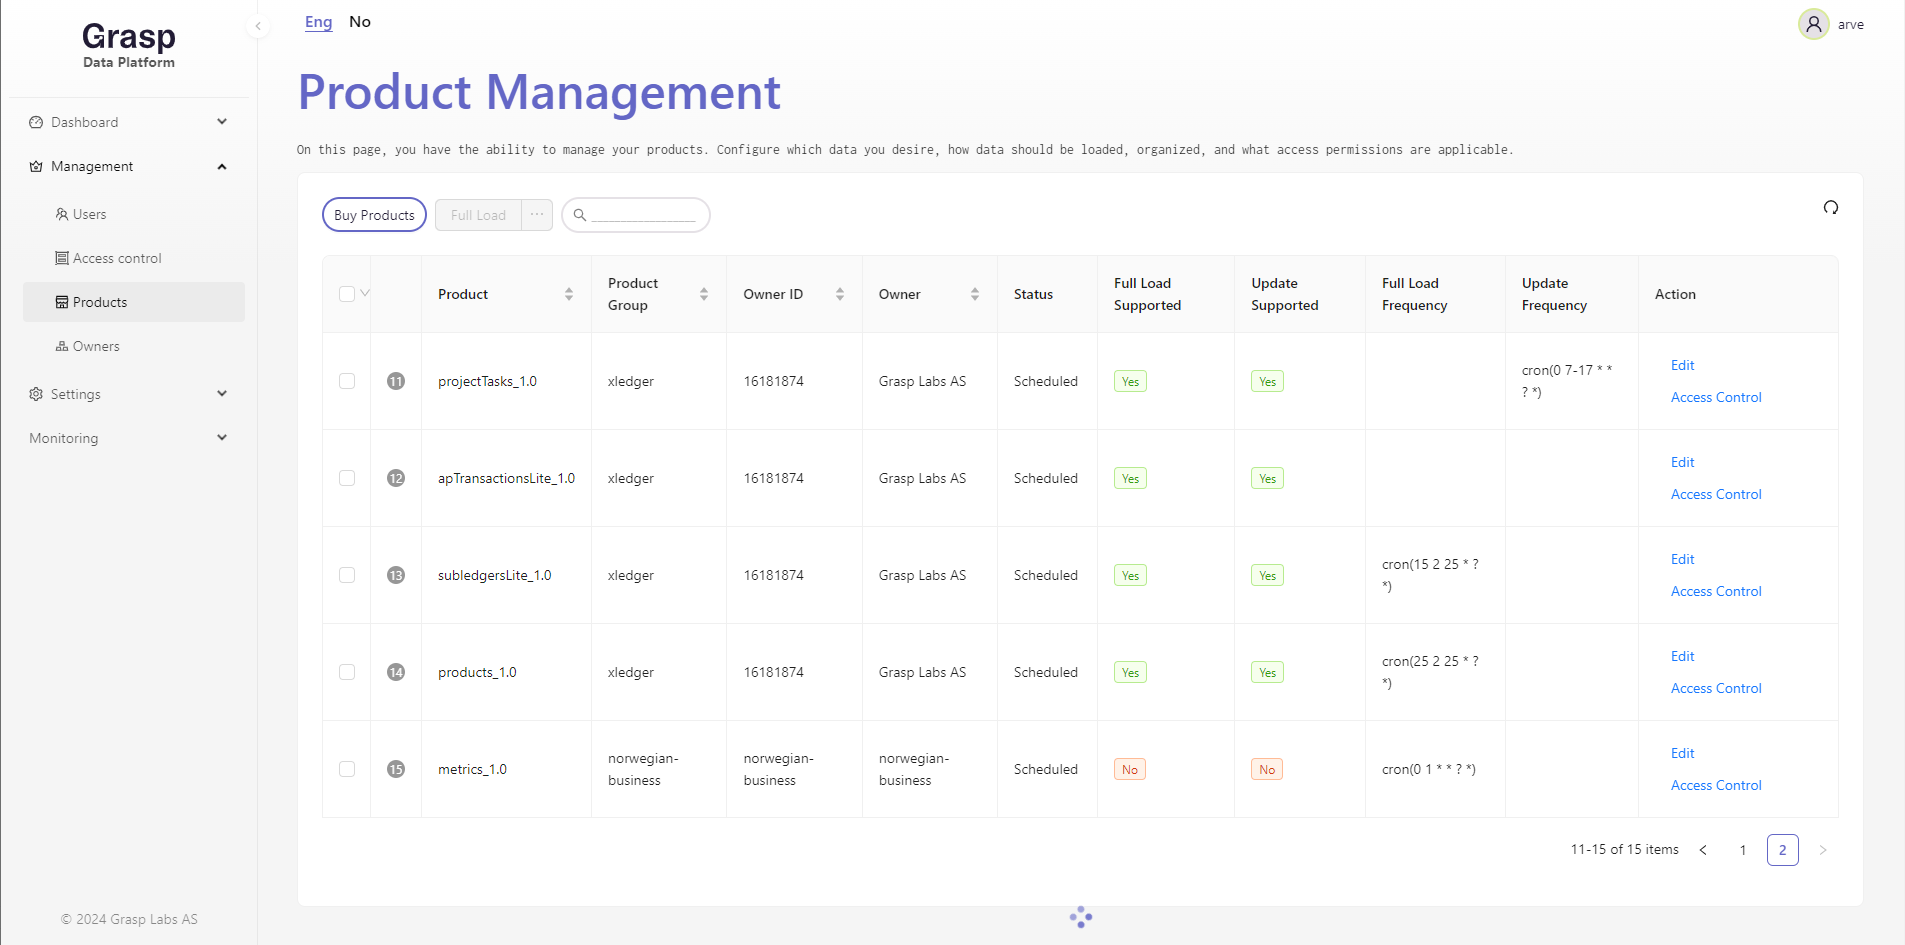 Grasp
Data Platform
Dashboard
Management
Users
Access control
Products
Owners
Settings
Monitoring
© 2024 Grasp Labs AS
Eng No
arve
Product Management
On this page, you have the ability to manage your products. Configure which data you desire, how data should be loaded, organized, and what access permissions are applicable.
Buy Products Full Load ···
Product Product Group Owner ID Owner Status Full Load Supported Update Supported Full Load Frequency Update Frequency Action
11 projectTasks_1.0 xledger 16181874 Grasp Labs AS Scheduled Yes Yes cron(0 7-17 * * ? *) Edit Access Control
12 apTransactionsLite_1.0 xledger 16181874 Grasp Labs AS Scheduled Yes Yes Edit Access Control
13 subledgersLite_1.0 xledger 16181874 Grasp Labs AS Scheduled Yes Yes cron(15 2 25 * ? *) Edit Access Control
14 products_1.0 xledger 16181874 Grasp Labs AS Scheduled Yes Yes cron(25 2 25 * ? *) Edit Access Control
15 metrics_1.0 norwegian-business norwegian-business norwegian-business Scheduled No No cron(0 1 * * ? *) Edit Access Control
11-15 of 15 items < 1 2 >